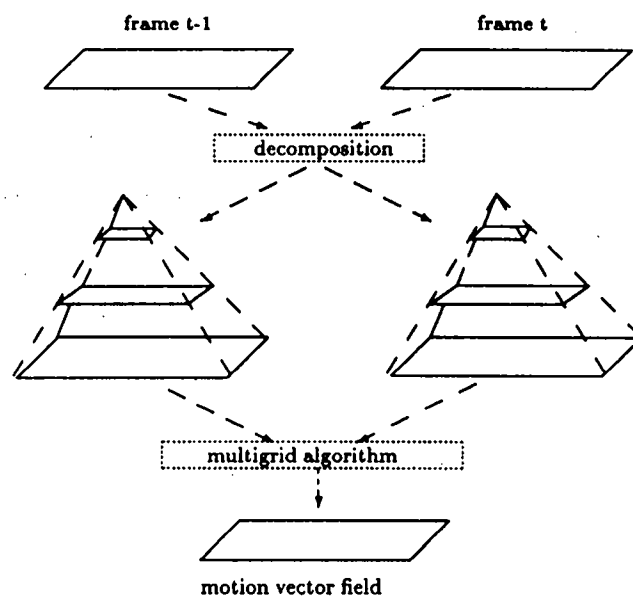 frame t-1
frame t
decomposition
multigrid algorithm
motion vector field